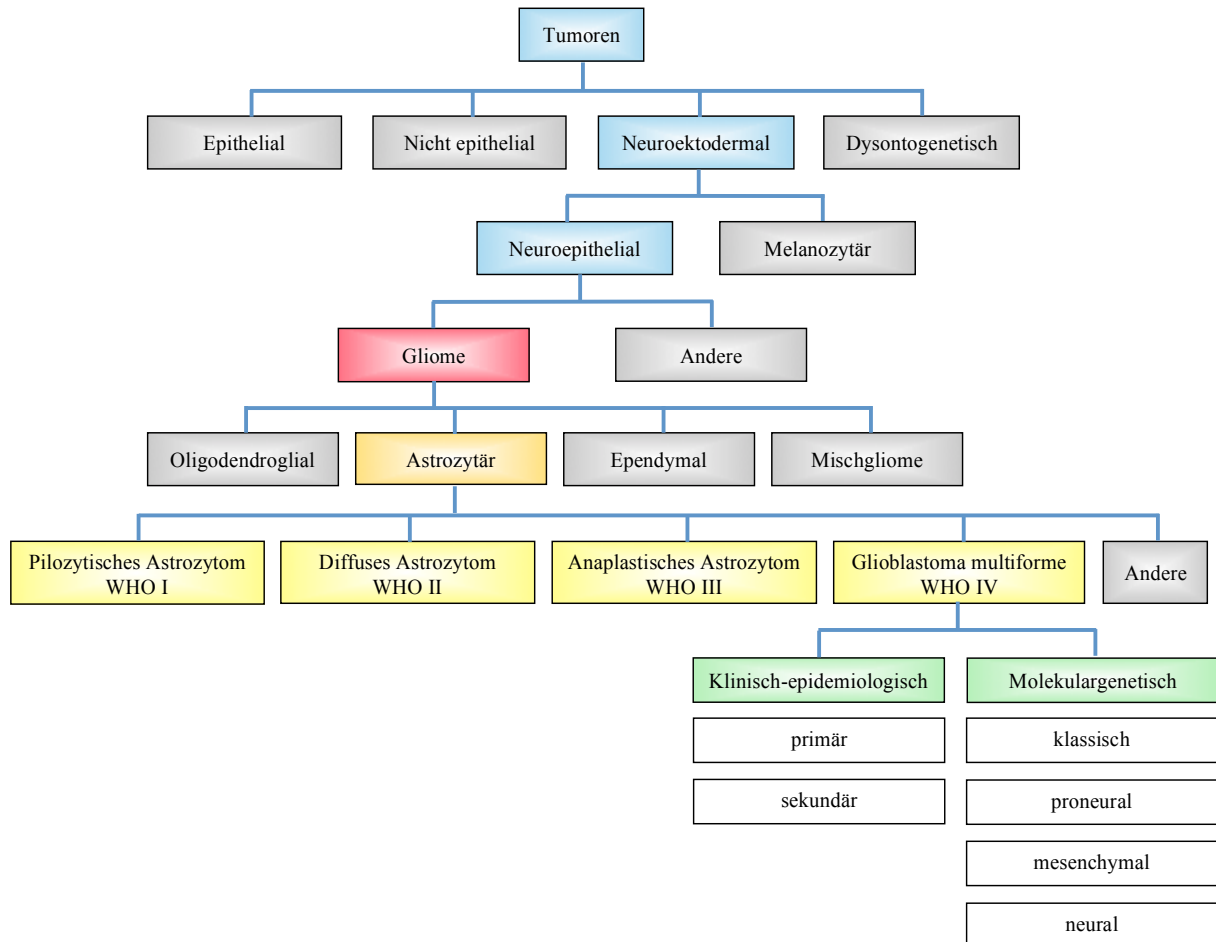 Tumoren
Epithelial
Nicht epithelial
Neuroektodermal
Dysontogenetisch
Neuroepithelial
Melanozytär
Gliome
Andere
Oligodendroglial
Astrozytär
Ependymal
Mischgliome
Pilozytisches Astrozytom
WHO I
Diffuses Astrozytom
WHO II
Anaplastisches Astrozytom
WHO III
Glioblastoma multiforme
WHO IV
Andere
Klinisch-epidemiologisch
primär
sekundär
Molekulargenetisch
klassisch
proneural
mesenchymal
neural